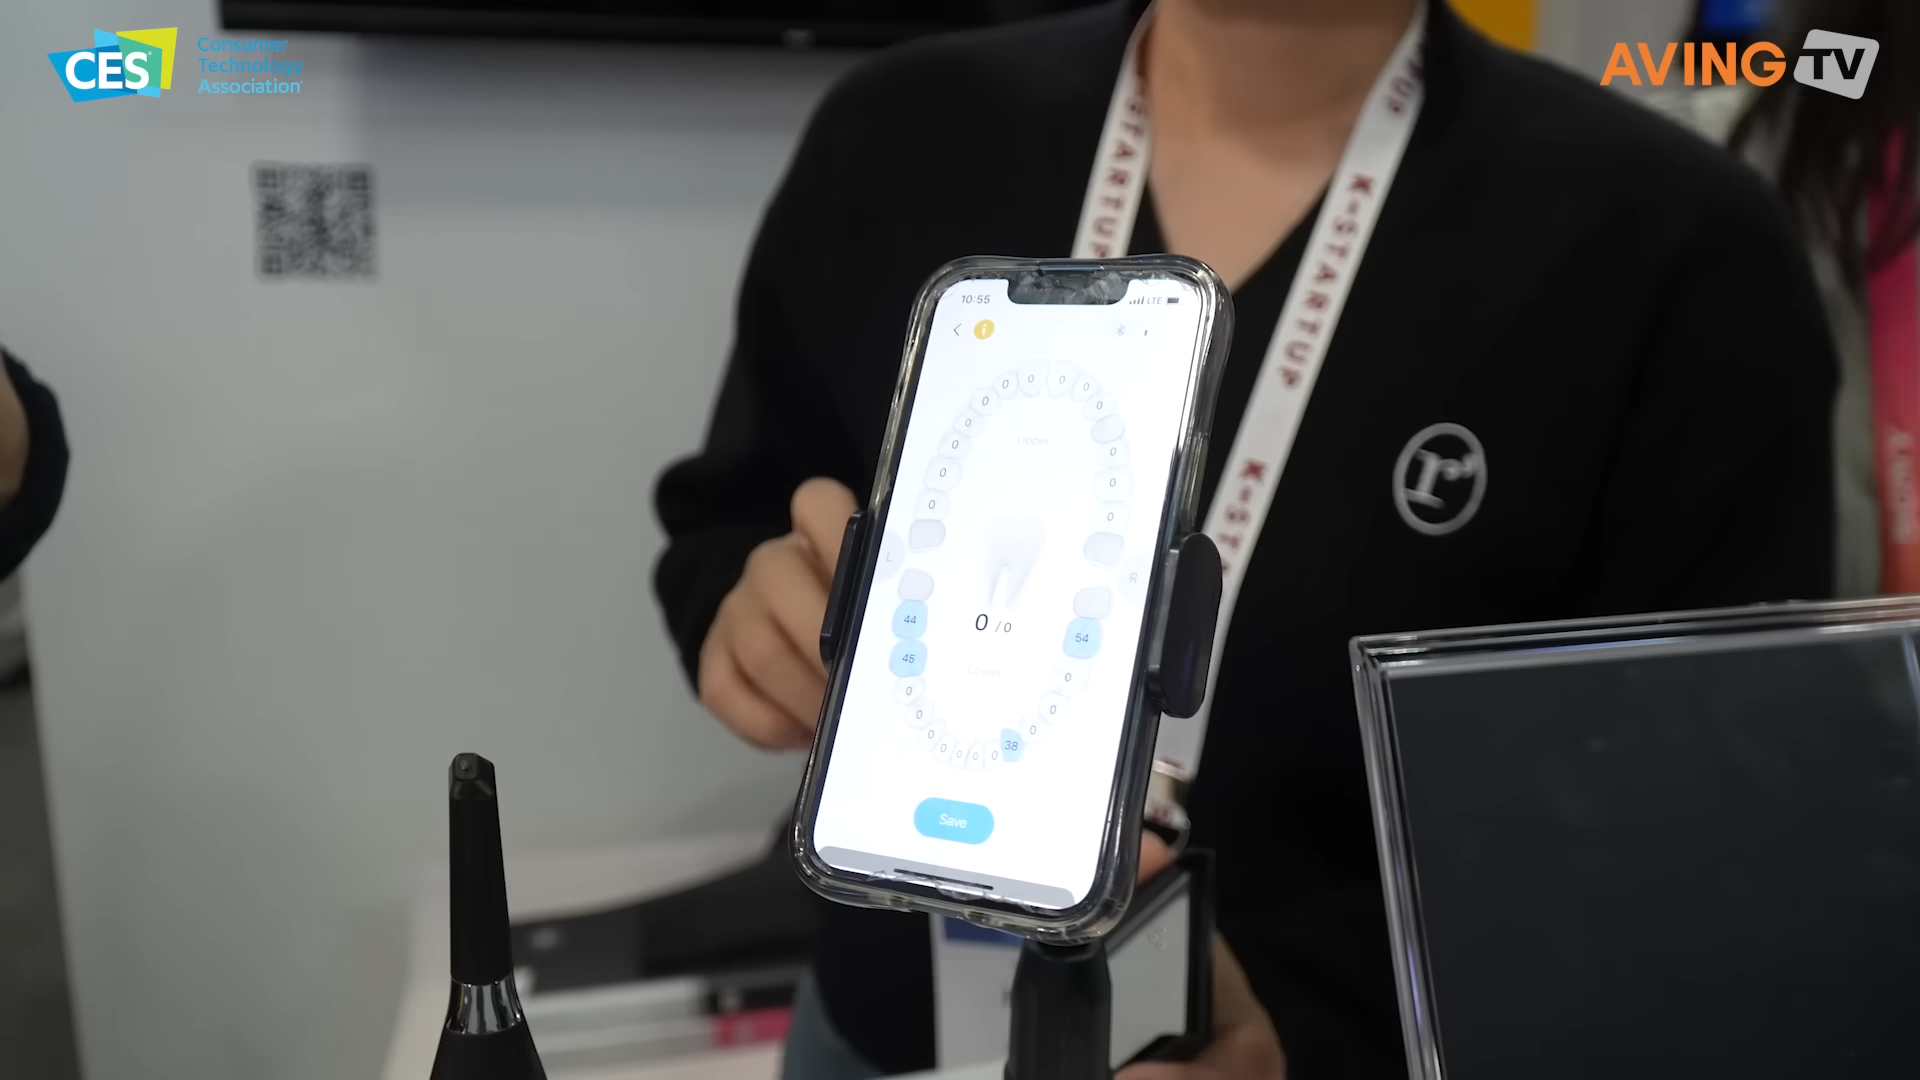 CES
Consumer
Technology
Association
AVING TV
K-STARTUP
K-STARTUP
10:55
LTE
i
0 0 0 0
0 0
0
0 0
0 0
0 0
Upper
L
R
44
54
45
0 / 0
Lower
0 0
0 0
0 0
38
0 0 0 0
Save
r